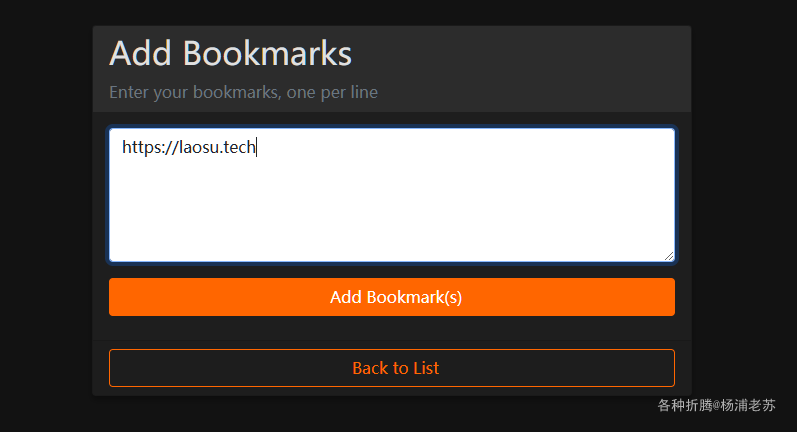 Add Bookmarks
Enter your bookmarks, one per line
https://laosu.tech
Add Bookmark(s)
Back to List
各种折腾@杨浦老苏